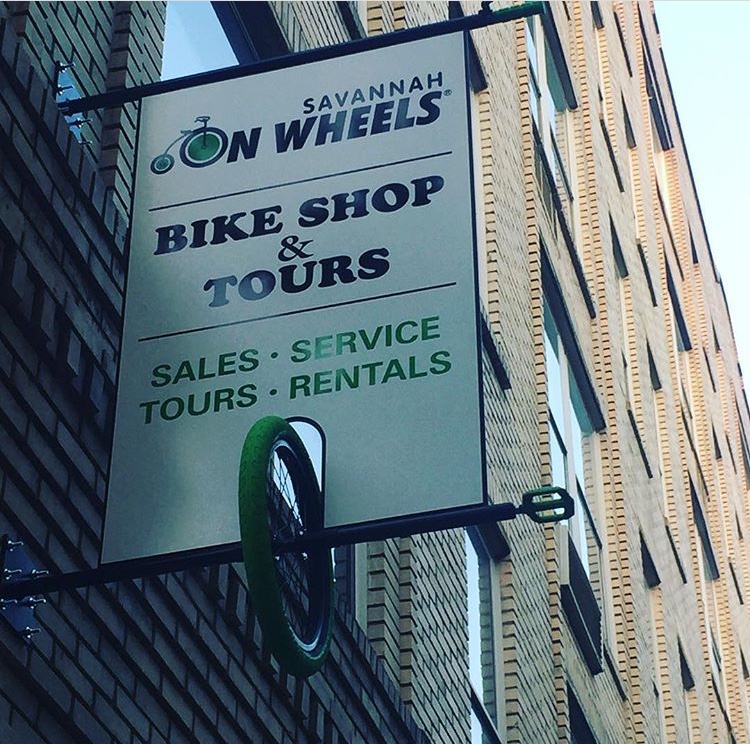 SAVANNAH
ON WHEELS®
BIKE SHOP
&
TOURS
SALES · SERVICE
TOURS · RENTALS